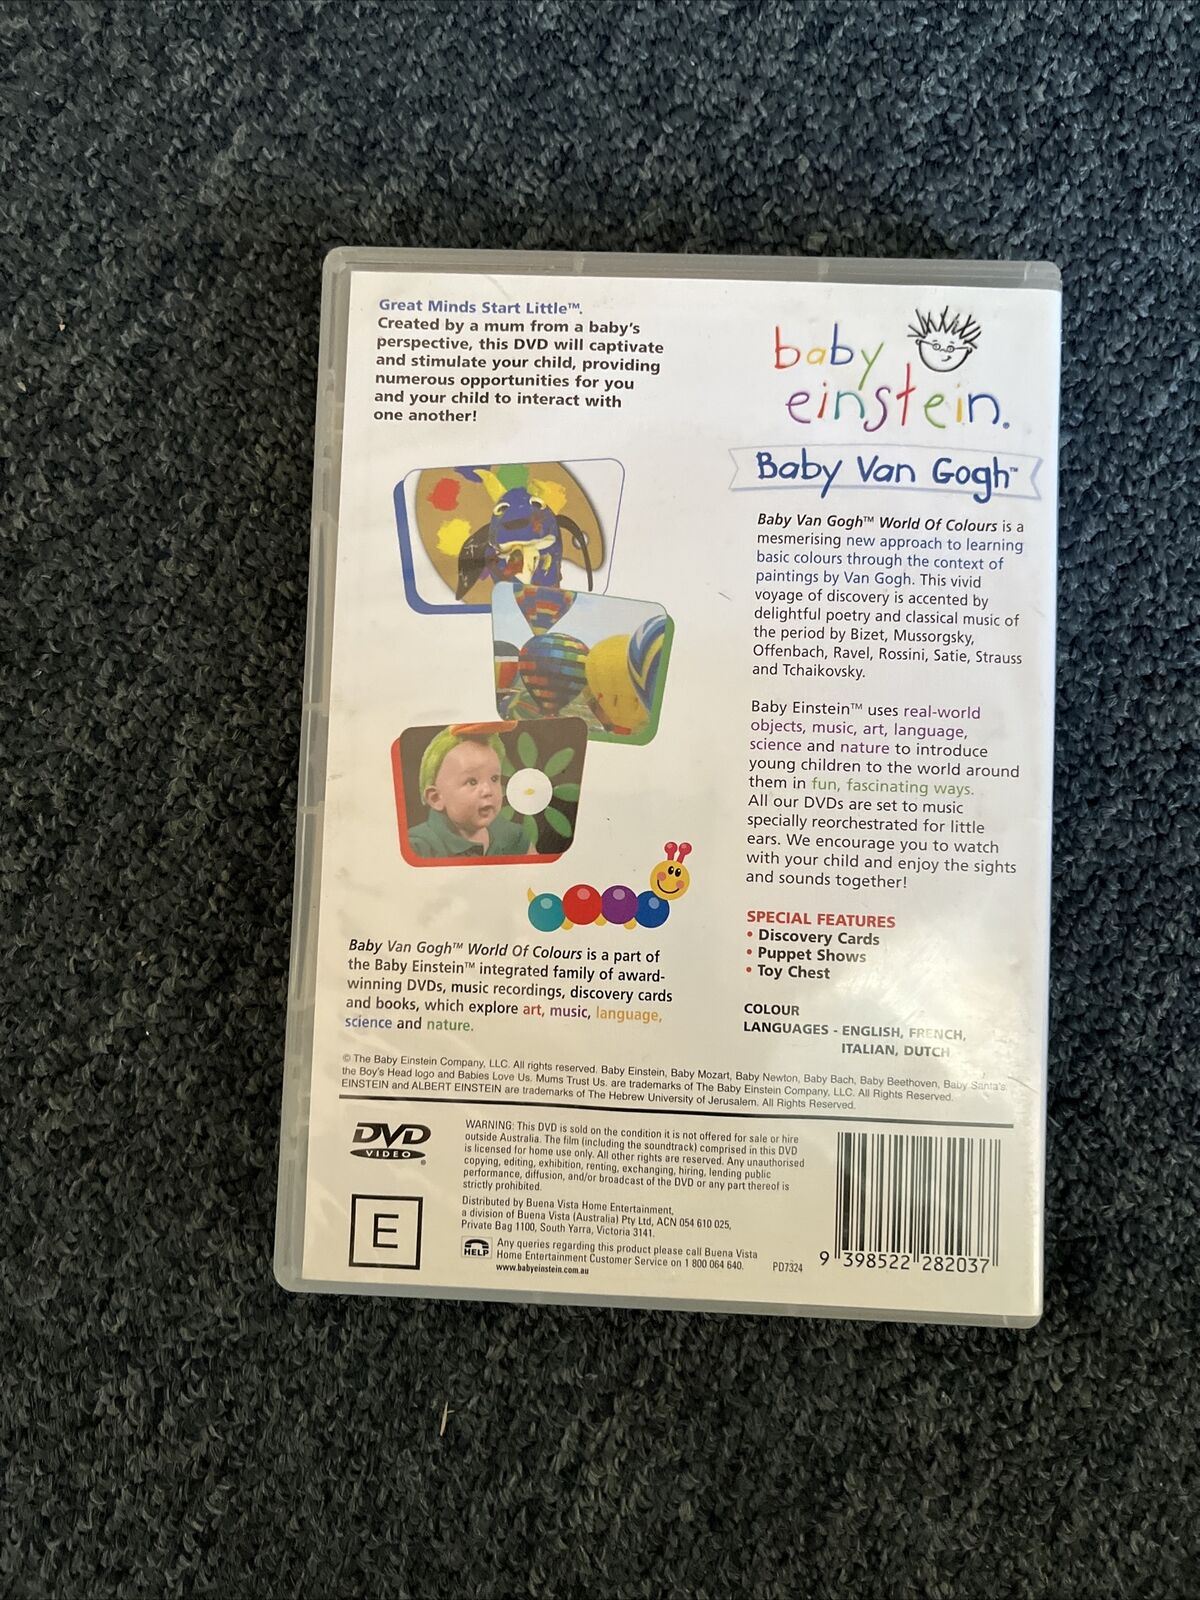 Great Minds Start Little™.
Created by a mum from a baby's
perspective, this DVD will captivate
and stimulate your child, providing
numerous opportunities for you
and your child to interact with
one another!
baby
einstein.
Baby Van Gogh™
Baby Van Gogh™ World Of Colours is a
mesmerising new approach to learning
basic colours through the context of
paintings by Van Gogh. This vivid
voyage of discovery is accented by
delightful poetry and classical music of
the period by Bizet, Mussorgsky,
Offenbach, Ravel, Rossini, Satie, Strauss
and Tchaikovsky.
Baby Einstein™ uses real-world
objects, music, art, language,
science and nature to introduce
young children to the world around
them in fun, fascinating ways.
All our DVDs are set to music
specially reorchestrated for little
ears. We encourage you to watch
with your child and enjoy the sights
and sounds together!
SPECIAL FEATURES
• Discovery Cards
• Puppet Shows
• Toy Chest
COLOUR
LANGUAGES - ENGLISH, FRENCH,
ITALIAN, DUTCH
Baby Van Gogh™ World Of Colours is a part of
the Baby Einstein™ integrated family of award-
winning DVDs, music recordings, discovery cards
and books, which explore art, music, language,
science and nature.
© The Baby Einstein Company, LLC. All rights reserved. Baby Einstein, Baby Mozart, Baby Newton, Baby Bach, Baby Beethoven, Baby Santa's
the Boy's Head logo and Babies Love Us. Mums Trust Us. are trademarks of The Baby Einstein Company, LLC. All Rights Reserved.
EINSTEIN and ALBERT EINSTEIN are trademarks of The Hebrew University of Jerusalem. All Rights Reserved.
DVD
VIDEO
E
WARNING: This DVD is sold on the condition it is not offered for sale or hire
outside Australia. The film (including the soundtrack) comprised in this DVD
is licensed for home use only. All other rights are reserved. Any unauthorised
copying, editing, exhibition, renting, exchanging, hiring, lending public
performance, diffusion, and/or broadcast of the DVD or any part thereof is
strictly prohibited.
Distributed by Buena Vista Home Entertainment,
a division of Buena Vista (Australia) Pty Ltd, ACN 054 610 025,
Private Bag 1100, South Yarra, Victoria 3141.
HELP
Any queries regarding this product please call Buena Vista
Home Entertainment Customer Service on 1 800 064 640.
www.babyeinstein.com.au
PD7324
9 398522 282037